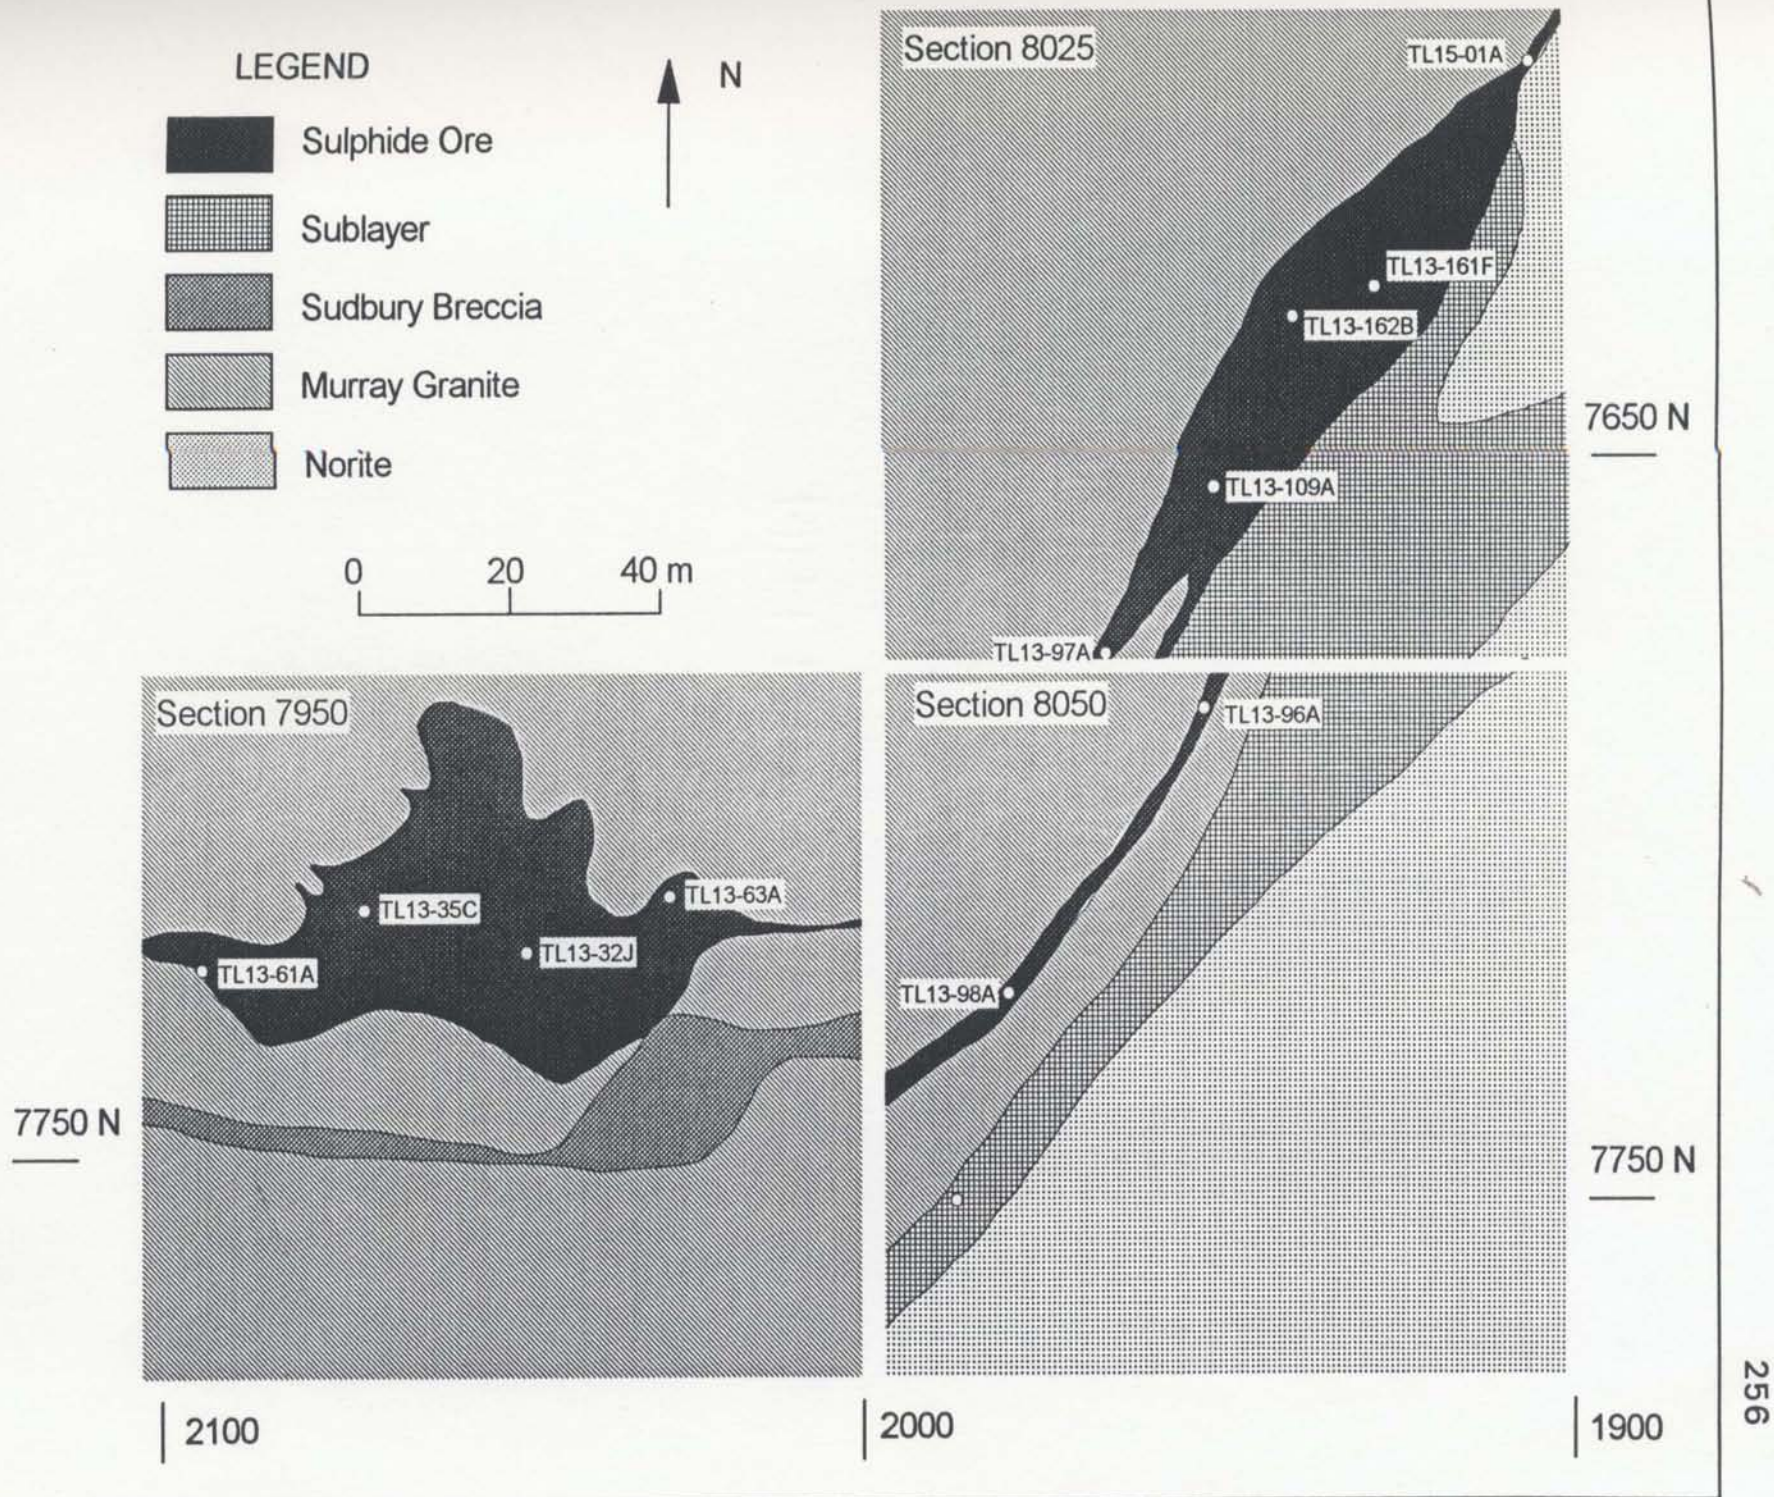 LEGEND
Sulphide Ore
Sublayer
Sudbury Breccia
Murray Granite
Norite
N
0 20 40 m
Section 8025
TL15-01A
TL13-161F
TL13-162B
TL13-109A
TL13-97A
7650 N
Section 7950
TL13-63A
TL13-35C
TL13-32J
TL13-61A
7750 N
Section 8050
TL13-96A
TL13-98A
7750 N
2100
2000
1900
256